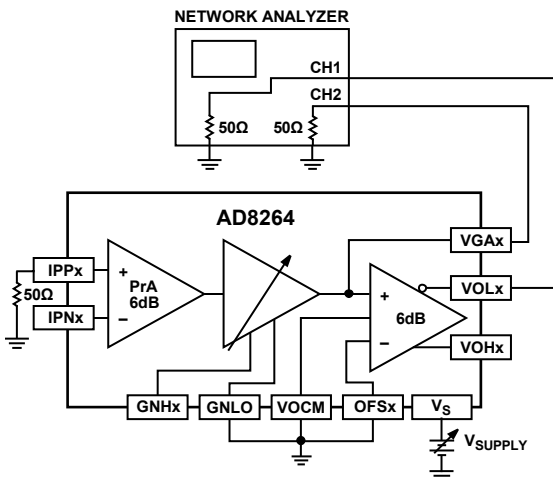 NETWORK ANALYZER
CH1
CH2
50Ω
50Ω
AD8264
IPPx
50Ω
IPNx
+
PrA
6dB
–
VGAx
VOLx
VOHx
+
6dB
–
GNHx
GNLO
VOCM
OFSx
VS
VSUPPLY